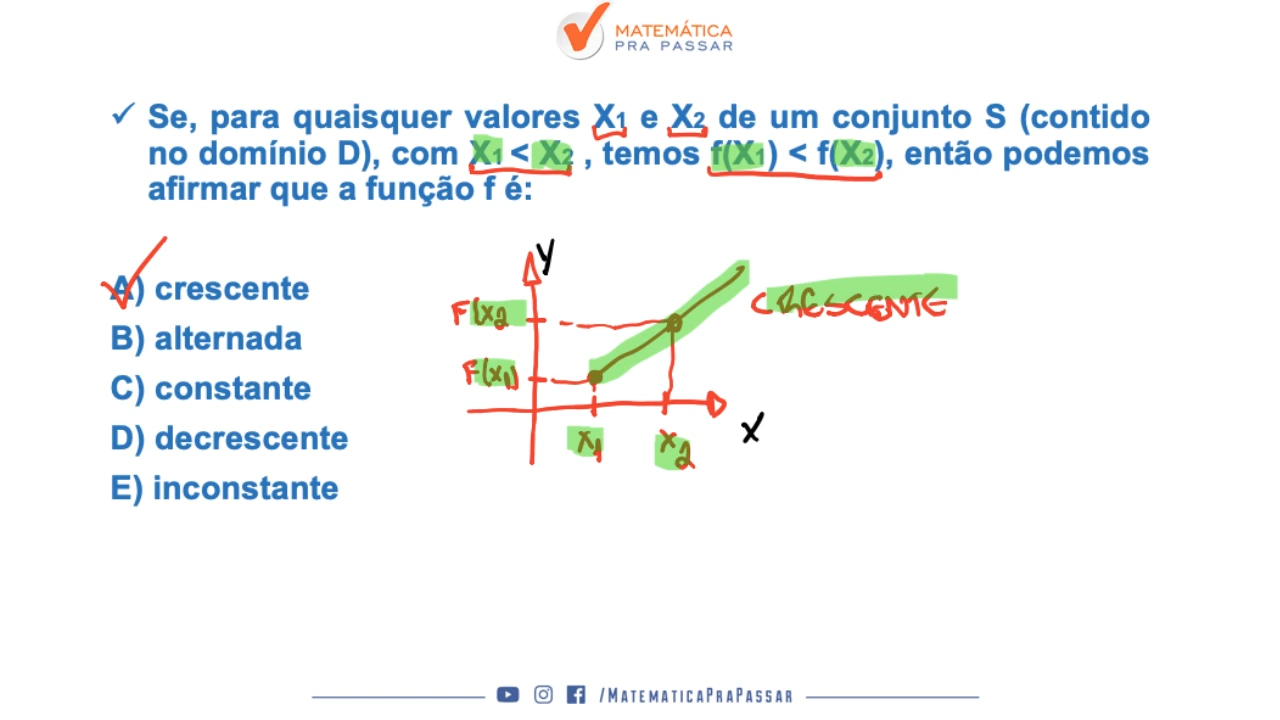 MATEMÁTICA
PRA PASSAR
✓ Se, para quaisquer valores X1 e X2 de um conjunto S (contido
no domínio D), com X1 < X2 , temos f(X1) < f(X2), então podemos
afirmar que a função f é:
A) crescente
B) alternada
C) constante
D) decrescente
E) inconstante
y
F(x2
CRESCENTE
F(x1)
x
x1
x2
/MATEMATICAPRAPASSAR